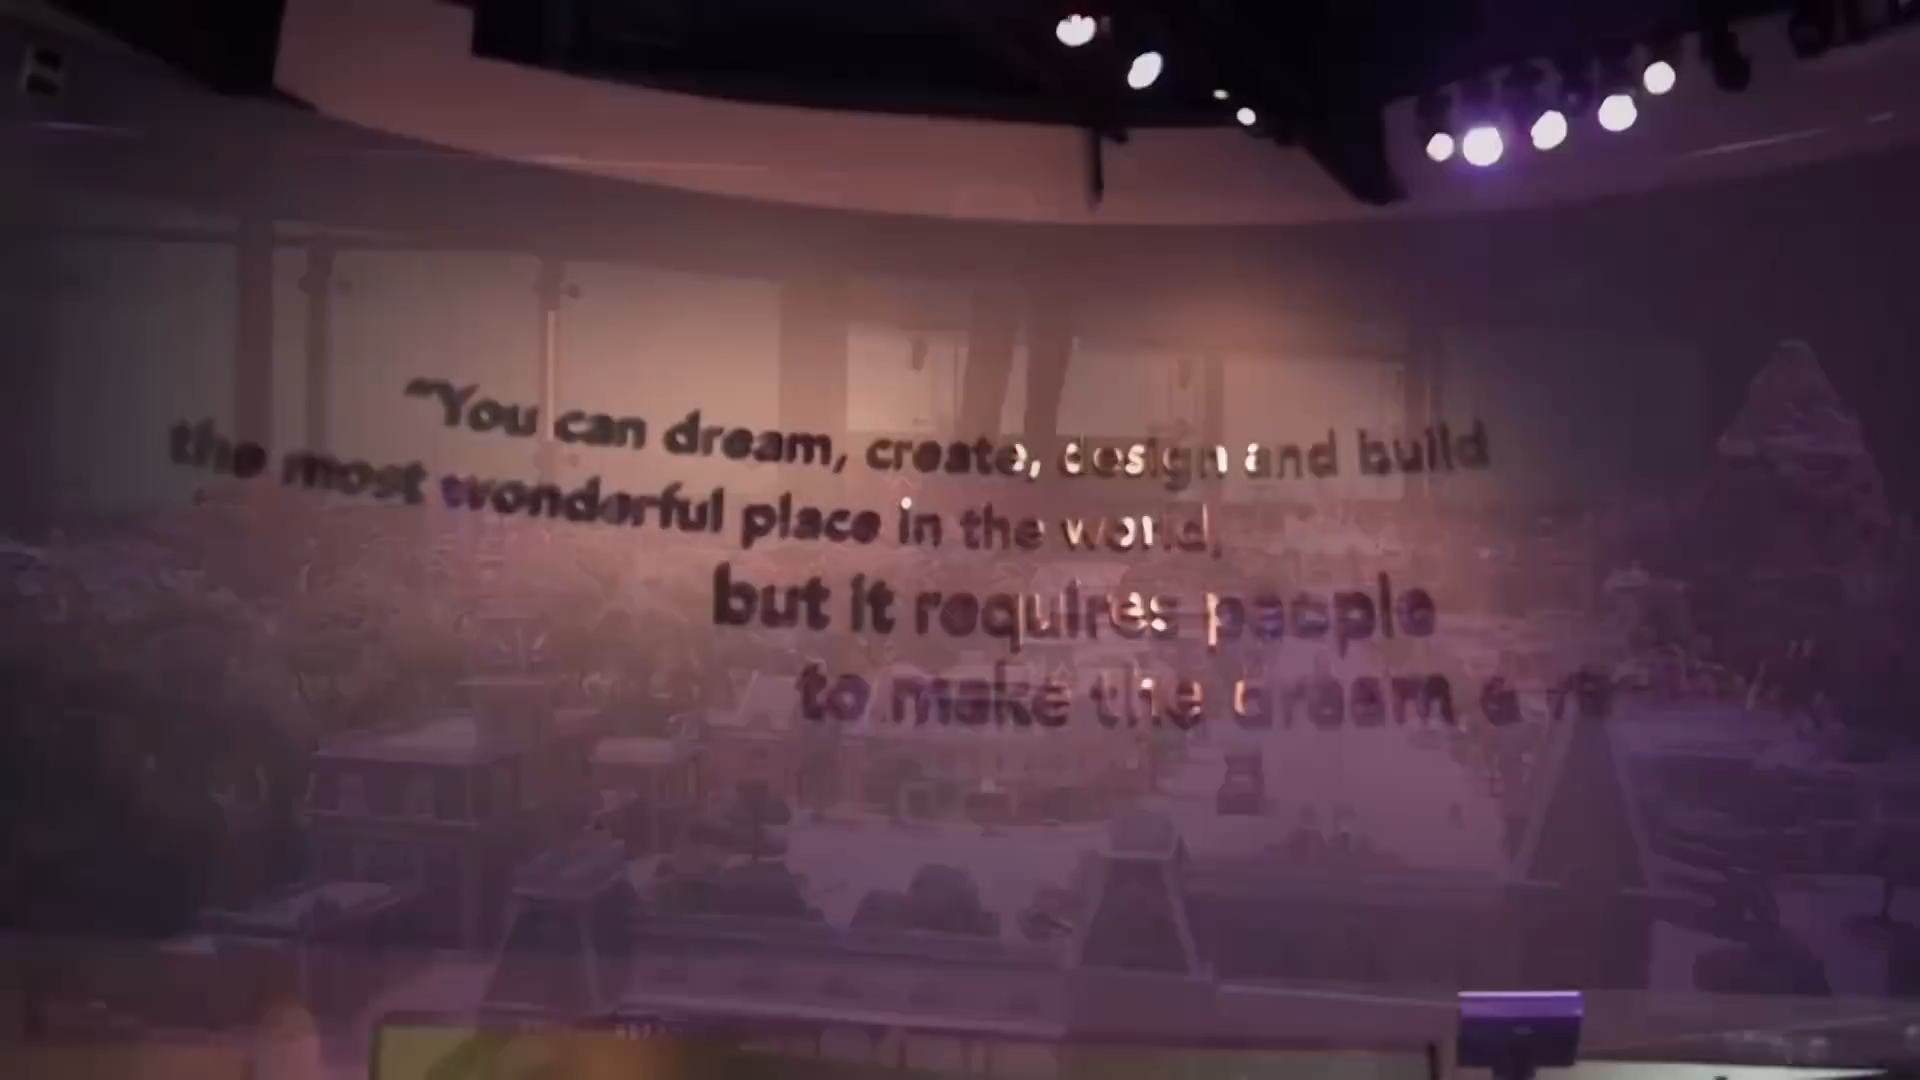 “You can dream, create, design and build
the most wonderful place in the world,
but it requires people
to make the dream a